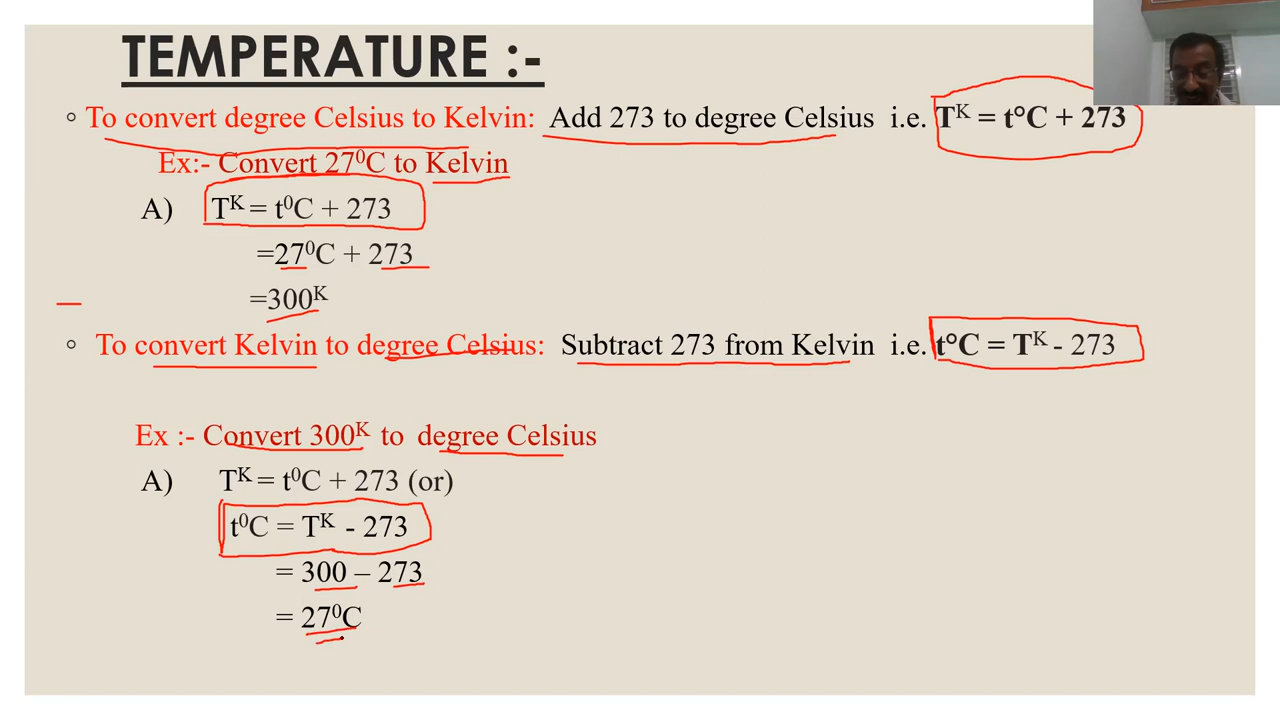 TEMPERATURE :-
◦ To convert degree Celsius to Kelvin: Add 273 to degree Celsius i.e. Tᴷ = t°C + 273
Ex:- Convert 27⁰C to Kelvin
A) Tᴷ = t⁰C + 273
=27⁰C + 273
=300ᴷ
◦ To convert Kelvin to degree Celsius: Subtract 273 from Kelvin i.e. t°C = Tᴷ - 273
Ex :- Convert 300ᴷ to degree Celsius
A) Tᴷ = t⁰C + 273 (or)
t⁰C = Tᴷ - 273
= 300 – 273
= 27⁰C